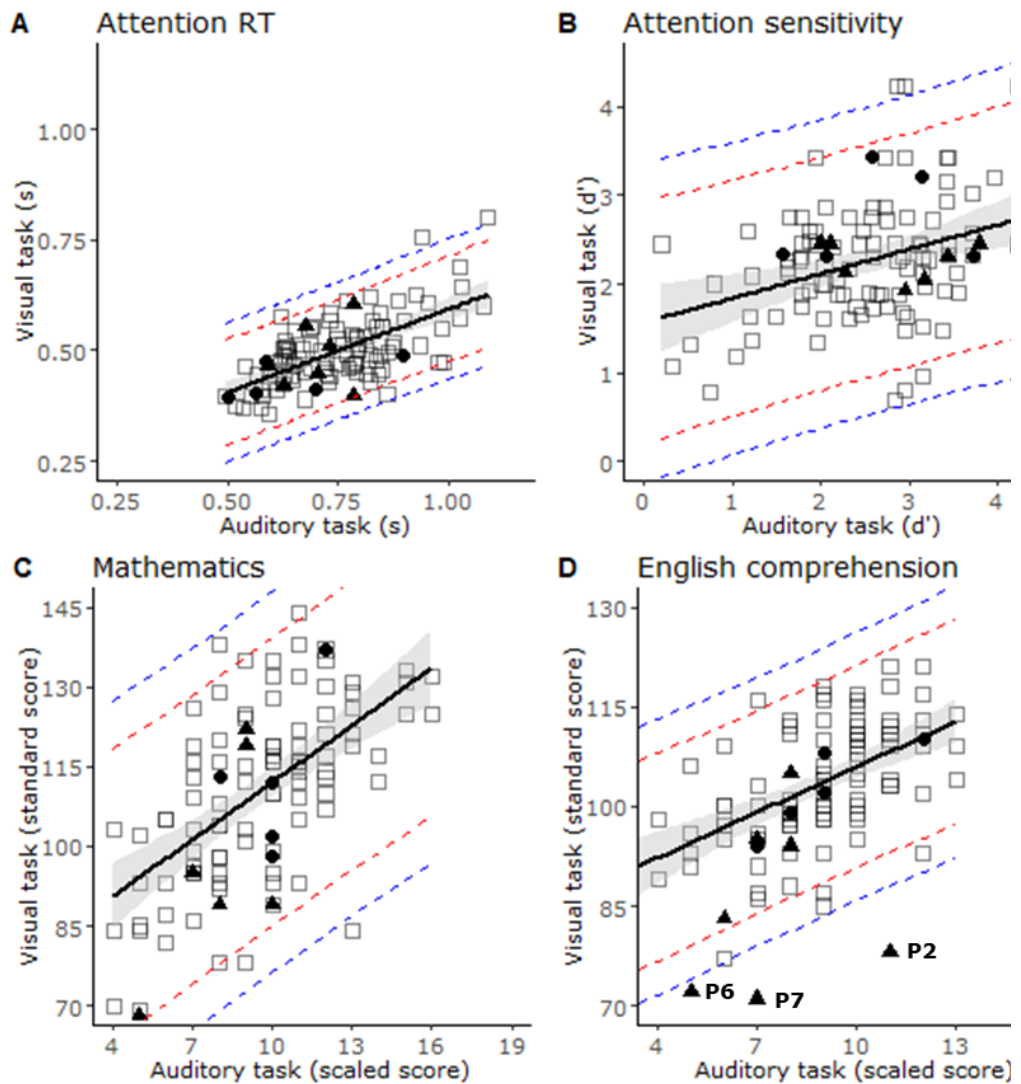 A Attention RT
Visual task (s)
1.00
0.75
0.50
0.25
0.25 0.50 0.75 1.00
Auditory task (s)
B Attention sensitivity
Visual task (d')
4
3
2
1
0
0 1 2 3 4
Auditory task (d')
C Mathematics
Visual task (standard score)
145
130
115
100
85
70
4 7 10 13 16 19
Auditory task (scaled score)
D English comprehension
Visual task (standard score)
130
115
100
85
70
P2
P6
P7
4 7 10 13
Auditory task (scaled score)